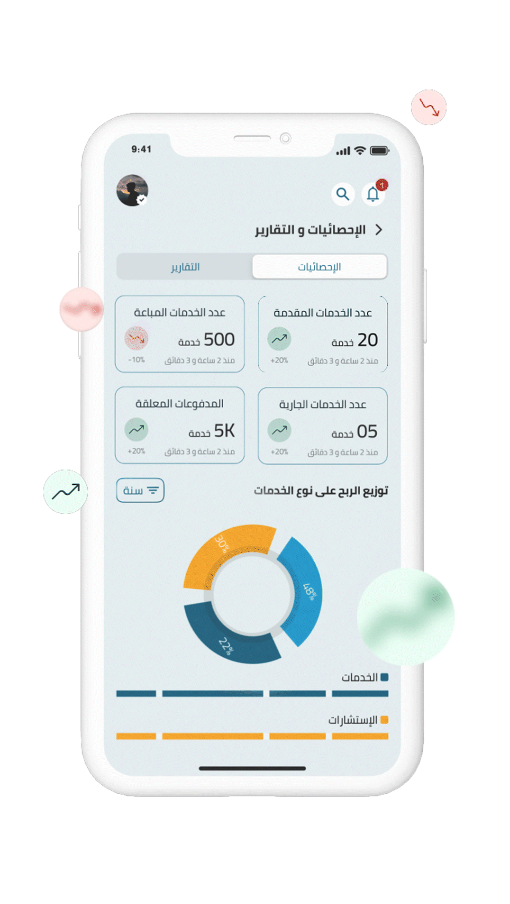 9:41
1
الإحصائيات و التقارير
الإحصائيات
التقارير
عدد الخدمات المقدمة
20 خدمة
منذ 2 ساعة و 3 دقائق
+20%
عدد الخدمات المباعة
500 خدمة
منذ 2 ساعة و 3 دقائق
-10%
عدد الخدمات الجارية
05 خدمة
منذ 2 ساعة و 3 دقائق
+20%
المدفوعات المعلقة
5K خدمة
منذ 2 ساعة و 3 دقائق
+20%
توزيع الربح على نوع الخدمات
سنة
30%
48%
22%
الخدمات
الإستشارات